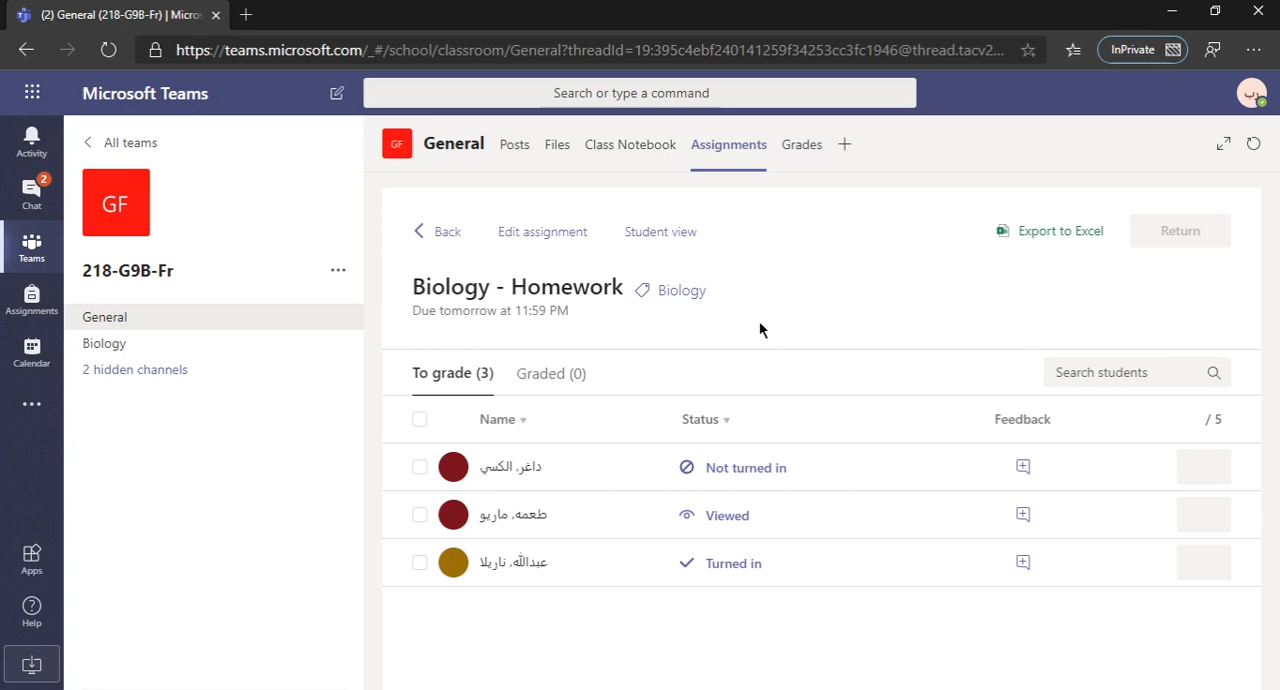 (2) General (218-G9B-Fr) | Micros
https://teams.microsoft.com/_#/school/classroom/General?threadId=19:395c4ebf240141259f34253cc3fc1946@thread.tacv2...
InPrivate
Microsoft Teams
Search or type a command
رب
Activity
Chat
2
Teams
Assignments
Calendar
Apps
Help
All teams
GF
218-G9B-Fr
General
Biology
2 hidden channels
GF
General Posts Files Class Notebook Assignments Grades
Back Edit assignment Student view Export to Excel Return
Biology - Homework Biology
Due tomorrow at 11:59 PM
To grade (3) Graded (0) Search students
Name Status Feedback / 5
داغر, الكسي Not turned in
طعمه, ماريو Viewed
عبدالله, ناريلا Turned in